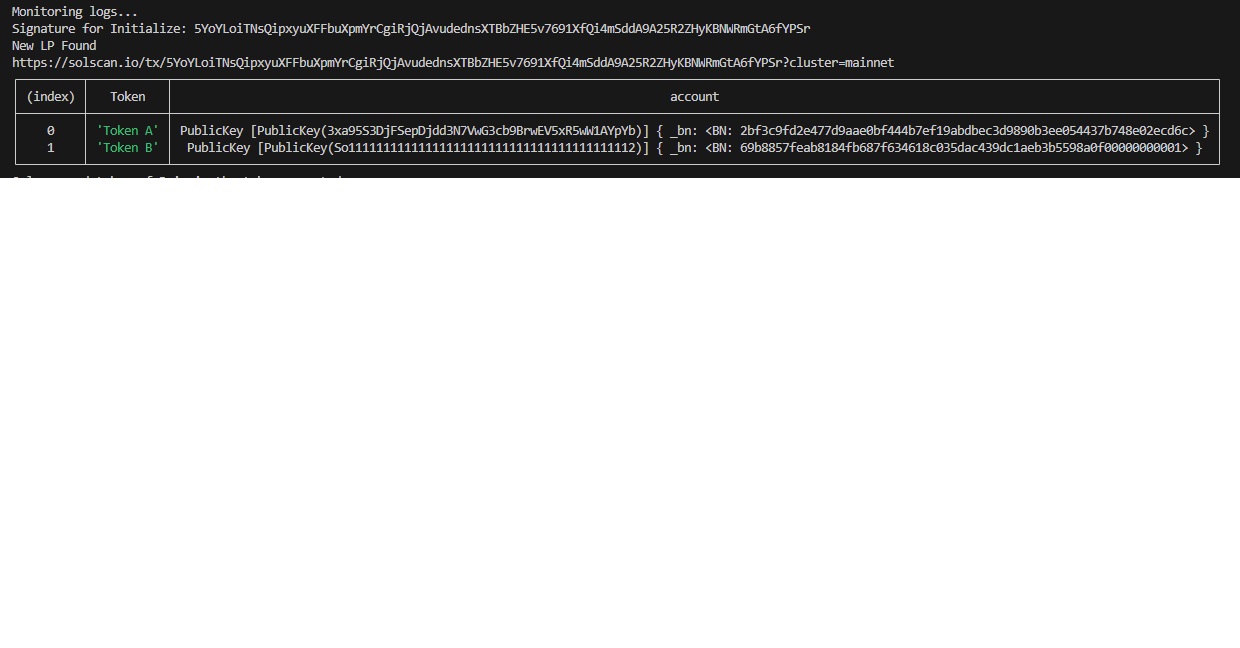 Monitoring logs...
Signature for Initialize: 5YoYLoiTNsQipxyuXFFbuXpmYrCgiRjQjAvudednsXTBbZHE5v7691XfQi4mSddA9A25R2ZHyKBNWRmGtA6fYPSr
New LP Found
https://solscan.io/tx/5YoYLoiTNsQipxyuXFFbuXpmYrCgiRjQjAvudednsXTBbZHE5v7691XfQi4mSddA9A25R2ZHyKBNWRmGtA6fYPSr?cluster=mainnet
(index) Token account
0 'Token A' PublicKey [PublicKey(3xa95S3DjFSepDjdd3N7VwG3cb9BrwEV5xR5wW1AYpYb)] { _bn: <BN: 2bf3c9fd2e477d9aae0bf444b7ef19abdbec3d9890b3ee054437b748e02ecd6c> }
1 'Token B' PublicKey [PublicKey(So11111111111111111111111111111111111111112)] { _bn: <BN: 69b8857feab8184fb687f634618c035dac439dc1aeb3b5598a0f00000000001> }